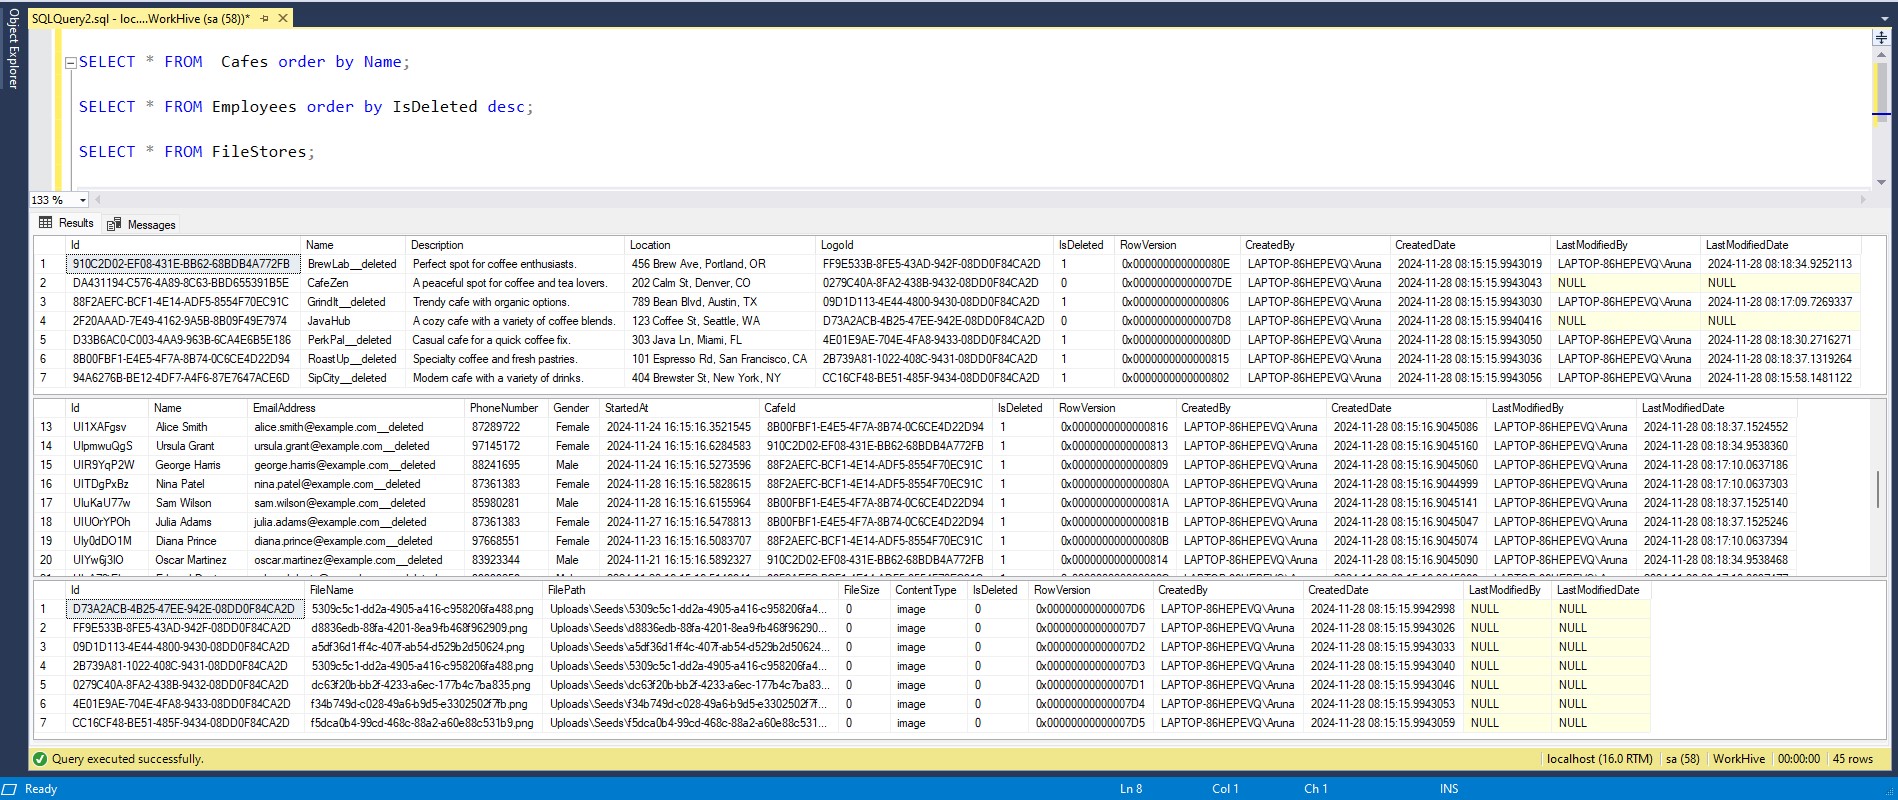 Object Explorer
SQLQuery2.sql - loc....WorkHive (sa (58))*
SELECT * FROM  Cafes order by Name;
SELECT * FROM Employees order by IsDeleted desc;
SELECT * FROM FileStores;
133 %
Results Messages
Id Name Description Location LogoId IsDeleted RowVersion CreatedBy CreatedDate LastModifiedBy LastModifiedDate
1 910C2D02-EF08-431E-BB62-68BDB4A772FB BrewLab__deleted Perfect spot for coffee enthusiasts. 456 Brew Ave, Portland, OR FF9E533B-8FE5-43AD-942F-08DD0F84CA2D 1 0x000000000000080E LAPTOP-86HEPEVQ\Aruna 2024-11-28 08:15:15.9943019 LAPTOP-86HEPEVQ\Aruna 2024-11-28 08:18:34.9252113
2 DA431194-C576-4A89-8C63-BBD655391B5E CafeZen A peaceful spot for coffee and tea lovers. 202 Calm St, Denver, CO 0279C40A-8FA2-438B-9432-08DD0F84CA2D 0 0x00000000000007DE LAPTOP-86HEPEVQ\Aruna 2024-11-28 08:15:15.9943043 NULL NULL
3 88F2AEFC-BCF1-4E14-ADF5-8554F70EC91C GrindIt__deleted Trendy cafe with organic options. 789 Bean Blvd, Austin, TX 09D1D113-4E44-4800-9430-08DD0F84CA2D 1 0x0000000000000806 LAPTOP-86HEPEVQ\Aruna 2024-11-28 08:15:15.9943030 LAPTOP-86HEPEVQ\Aruna 2024-11-28 08:17:09.7269337
4 2F20AAAD-7E49-4162-9A5B-8B09F49E7974 JavaHub A cozy cafe with a variety of coffee blends. 123 Coffee St, Seattle, WA D73A2ACB-4B25-47EE-942E-08DD0F84CA2D 0 0x00000000000007D8 LAPTOP-86HEPEVQ\Aruna 2024-11-28 08:15:15.9940416 NULL NULL
5 D33B6AC0-C003-4AA9-963B-6CA4E6B5E186 PerkPal__deleted Casual cafe for a quick coffee fix. 303 Java Ln, Miami, FL 4E01E9AE-704E-4FA8-9433-08DD0F84CA2D 1 0x000000000000080D LAPTOP-86HEPEVQ\Aruna 2024-11-28 08:15:15.9943050 LAPTOP-86HEPEVQ\Aruna 2024-11-28 08:18:30.2716271
6 8B00FBF1-E4E5-4F7A-8B74-0C6CE4D22D94 RoastUp__deleted Specialty coffee and fresh pastries. 101 Espresso Rd, San Francisco, CA 2B739A81-1022-408C-9431-08DD0F84CA2D 1 0x0000000000000815 LAPTOP-86HEPEVQ\Aruna 2024-11-28 08:15:15.9943036 LAPTOP-86HEPEVQ\Aruna 2024-11-28 08:18:37.1319264
7 94A6276B-BE12-4DF7-A4F6-87E7647ACE6D SipCity__deleted Modern cafe with a variety of drinks. 404 Brewster St, New York, NY CC16CF48-BE51-485F-9434-08DD0F84CA2D 1 0x0000000000000802 LAPTOP-86HEPEVQ\Aruna 2024-11-28 08:15:15.9943056 LAPTOP-86HEPEVQ\Aruna 2024-11-28 08:15:58.1481122
Id Name EmailAddress PhoneNumber Gender StartedAt CafeId IsDeleted RowVersion CreatedBy CreatedDate LastModifiedBy LastModifiedDate
13 UI1XAFgsv Alice Smith alice.smith@example.com__deleted 87289722 Female 2024-11-24 16:15:16.3521545 8B00FBF1-E4E5-4F7A-8B74-0C6CE4D22D94 1 0x0000000000000816 LAPTOP-86HEPEVQ\Aruna 2024-11-28 08:15:16.9045086 LAPTOP-86HEPEVQ\Aruna 2024-11-28 08:18:37.1524552
14 UIpmwuQgS Ursula Grant ursula.grant@example.com__deleted 97145172 Female 2024-11-24 16:15:16.6284583 910C2D02-EF08-431E-BB62-68BDB4A772FB 1 0x0000000000000813 LAPTOP-86HEPEVQ\Aruna 2024-11-28 08:15:16.9045160 LAPTOP-86HEPEVQ\Aruna 2024-11-28 08:18:34.9538360
15 UIR9YqP2W George Harris george.harris@example.com__deleted 88241695 Male 2024-11-24 16:15:16.5273596 88F2AEFC-BCF1-4E14-ADF5-8554F70EC91C 1 0x0000000000000809 LAPTOP-86HEPEVQ\Aruna 2024-11-28 08:15:16.9045060 LAPTOP-86HEPEVQ\Aruna 2024-11-28 08:17:10.0637186
16 UITDgPxBz Nina Patel nina.patel@example.com__deleted 87361383 Female 2024-11-28 16:15:16.5828615 88F2AEFC-BCF1-4E14-ADF5-8554F70EC91C 1 0x000000000000080A LAPTOP-86HEPEVQ\Aruna 2024-11-28 08:15:16.9044999 LAPTOP-86HEPEVQ\Aruna 2024-11-28 08:17:10.0637303
17 UIuKaU77w Sam Wilson sam.wilson@example.com__deleted 85980281 Male 2024-11-28 16:15:16.6155964 8B00FBF1-E4E5-4F7A-8B74-0C6CE4D22D94 1 0x000000000000081A LAPTOP-86HEPEVQ\Aruna 2024-11-28 08:15:16.9045141 LAPTOP-86HEPEVQ\Aruna 2024-11-28 08:18:37.1525140
18 UIUOrYPOh Julia Adams julia.adams@example.com__deleted 87361383 Female 2024-11-27 16:15:16.5478813 8B00FBF1-E4E5-4F7A-8B74-0C6CE4D22D94 1 0x000000000000081B LAPTOP-86HEPEVQ\Aruna 2024-11-28 08:15:16.9045047 LAPTOP-86HEPEVQ\Aruna 2024-11-28 08:18:37.1525246
19 UIy0dDO1M Diana Prince diana.prince@example.com__deleted 97668551 Female 2024-11-23 16:15:16.5083707 88F2AEFC-BCF1-4E14-ADF5-8554F70EC91C 1 0x000000000000080B LAPTOP-86HEPEVQ\Aruna 2024-11-28 08:15:16.9045074 LAPTOP-86HEPEVQ\Aruna 2024-11-28 08:17:10.0637394
20 UIYw6j3IO Oscar Martinez oscar.martinez@example.com__deleted 83923344 Male 2024-11-21 16:15:16.5892327 910C2D02-EF08-431E-BB62-68BDB4A772FB 1 0x0000000000000814 LAPTOP-86HEPEVQ\Aruna 2024-11-28 08:15:16.9045090 LAPTOP-86HEPEVQ\Aruna 2024-11-28 08:18:34.9538468
Id FileName FilePath FileSize ContentType IsDeleted RowVersion CreatedBy CreatedDate LastModifiedBy LastModifiedDate
1 D73A2ACB-4B25-47EE-942E-08DD0F84CA2D 5309c5c1-dd2a-4905-a416-c958206fa488.png Uploads\Seeds\5309c5c1-dd2a-4905-a416-c958206fa4... 0 image 0 0x00000000000007D6 LAPTOP-86HEPEVQ\Aruna 2024-11-28 08:15:15.9942998 NULL NULL
2 FF9E533B-8FE5-43AD-942F-08DD0F84CA2D d8836edb-88fa-4201-8ea9-fb468f962909.png Uploads\Seeds\d8836edb-88fa-4201-8ea9-fb468f96290... 0 image 0 0x00000000000007D7 LAPTOP-86HEPEVQ\Aruna 2024-11-28 08:15:15.9943026 NULL NULL
3 09D1D113-4E44-4800-9430-08DD0F84CA2D a5df36d1-ff4c-407f-ab54-d529b2d50624.png Uploads\Seeds\a5df36d1-ff4c-407f-ab54-d529b2d50624... 0 image 0 0x00000000000007D2 LAPTOP-86HEPEVQ\Aruna 2024-11-28 08:15:15.9943033 NULL NULL
4 2B739A81-1022-408C-9431-08DD0F84CA2D 5309c5c1-dd2a-4905-a416-c958206fa488.png Uploads\Seeds\5309c5c1-dd2a-4905-a416-c958206fa4... 0 image 0 0x00000000000007D3 LAPTOP-86HEPEVQ\Aruna 2024-11-28 08:15:15.9943040 NULL NULL
5 0279C40A-8FA2-438B-9432-08DD0F84CA2D dc63f20b-bb2f-4233-a6ec-177b4c7ba835.png Uploads\Seeds\dc63f20b-bb2f-4233-a6ec-177b4c7ba83... 0 image 0 0x00000000000007D1 LAPTOP-86HEPEVQ\Aruna 2024-11-28 08:15:15.9943046 NULL NULL
6 4E01E9AE-704E-4FA8-9433-08DD0F84CA2D f34b749d-c028-49a6-b9d5-e3302502f7fb.png Uploads\Seeds\f34b749d-c028-49a6-b9d5-e3302502f7f... 0 image 0 0x00000000000007D4 LAPTOP-86HEPEVQ\Aruna 2024-11-28 08:15:15.9943053 NULL NULL
7 CC16CF48-BE51-485F-9434-08DD0F84CA2D f5dca0b4-99cd-468c-88a2-a60e88c531b9.png Uploads\Seeds\f5dca0b4-99cd-468c-88a2-a60e88c531... 0 image 0 0x00000000000007D5 LAPTOP-86HEPEVQ\Aruna 2024-11-28 08:15:15.9943059 NULL NULL
Query executed successfully. localhost (16.0 RTM) sa (58) WorkHive 00:00:00 45 rows
Ready Ln 8 Col 1 Ch 1 INS